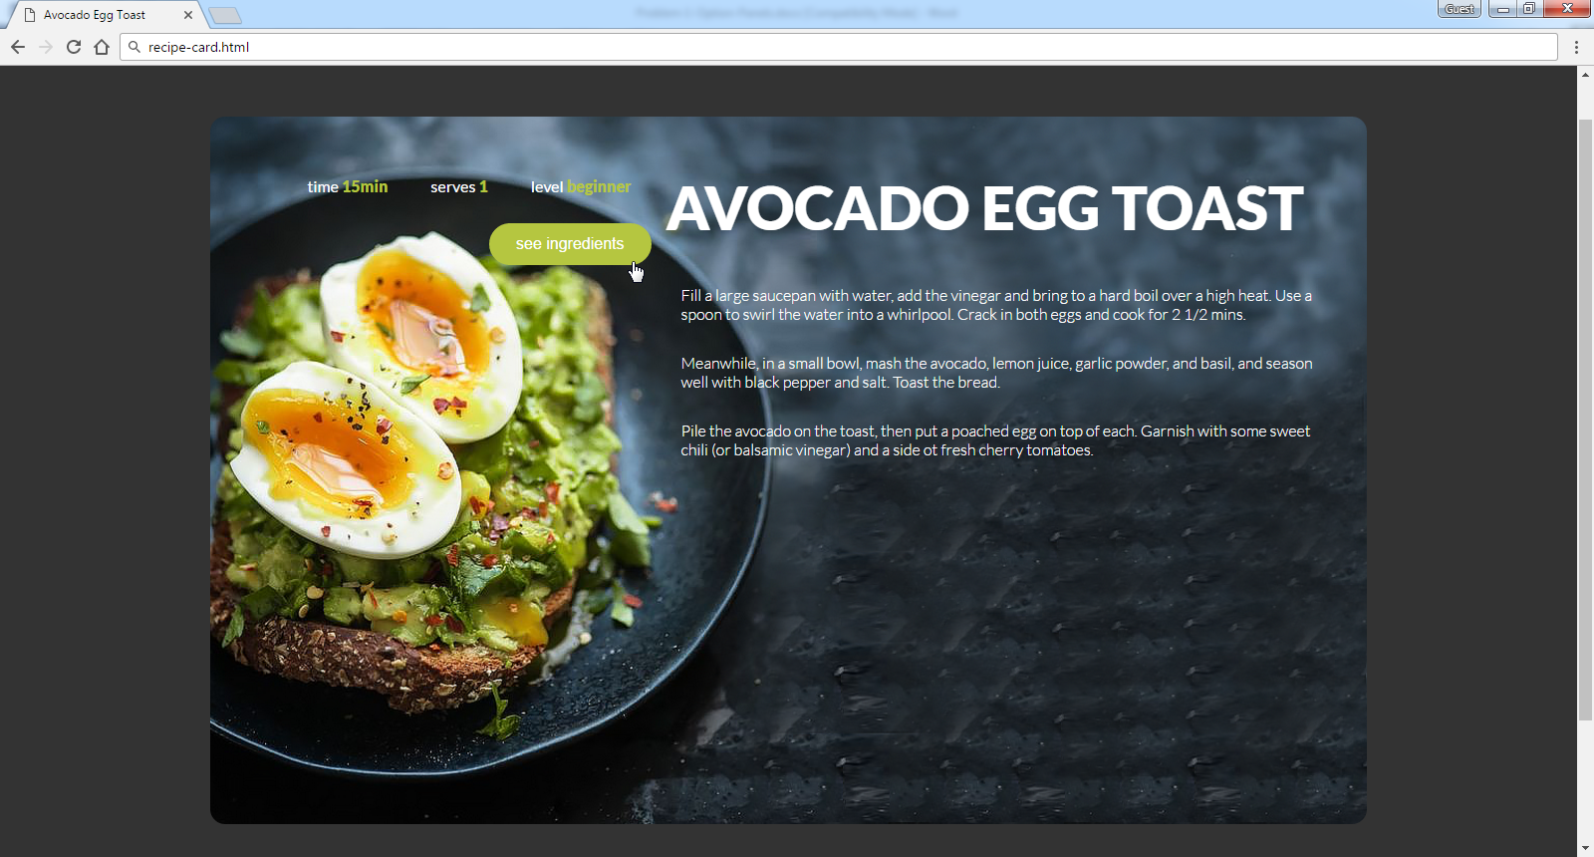 Avocado Egg Toast
Guest
recipe-card.html
time 15min serves 1 level beginner
see ingredients
AVOCADO EGG TOAST
Fill a large saucepan with water, add the vinegar and bring to a hard boil over a high heat. Use a
spoon to swirl the water into a whirlpool. Crack in both eggs and cook for 2 1/2 mins.
Meanwhile, in a small bowl, mash the avocado, lemon juice, garlic powder, and basil, and season
well with black pepper and salt. Toast the bread.
Pile the avocado on the toast, then put a poached egg on top of each. Garnish with some sweet
chili (or balsamic vinegar) and a side ot fresh cherry tomatoes.